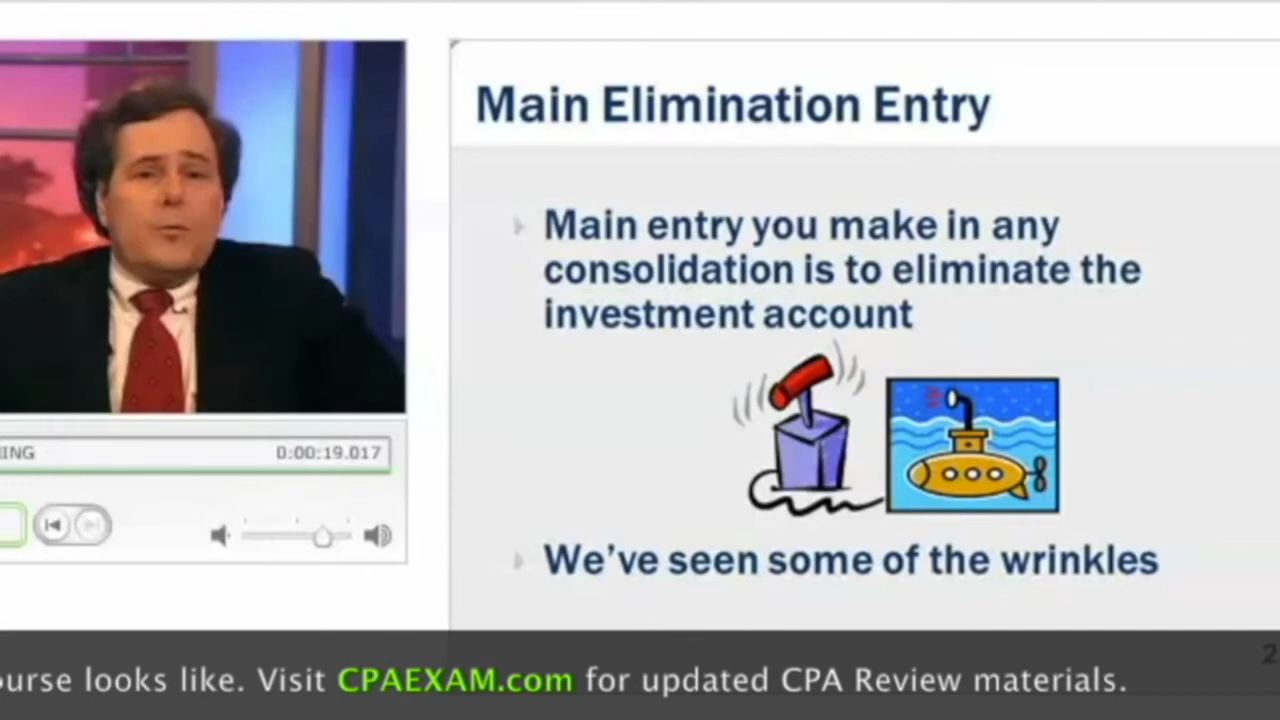 Main Elimination Entry
Main entry you make in any
consolidation is to eliminate the
investment account
ING
0:00:19.017
We've seen some of the wrinkles
ourse looks like. Visit CPAEXAM.com for updated CPA Review materials.
2